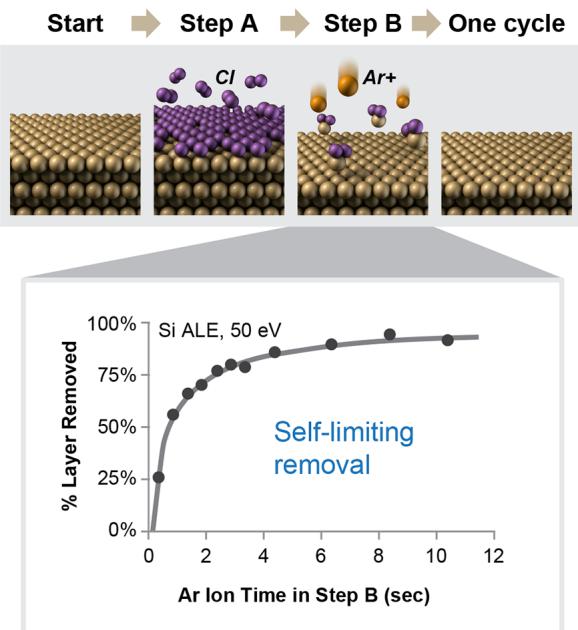 Start Step A Step B One cycle
Cl
Ar+
100%
75%
50%
25%
0%
% Layer Removed
Si ALE, 50 eV
Self-limiting
removal
0 2 4 6 8 10 12
Ar Ion Time in Step B (sec)